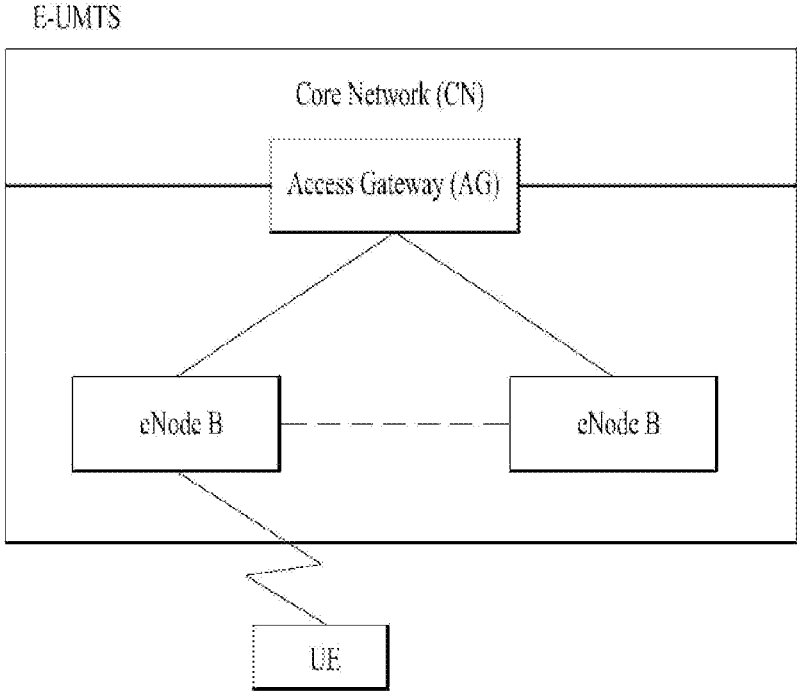 E-UMTS
Core Network (CN)
Access Gateway (AG)
eNode B
eNode B
UE